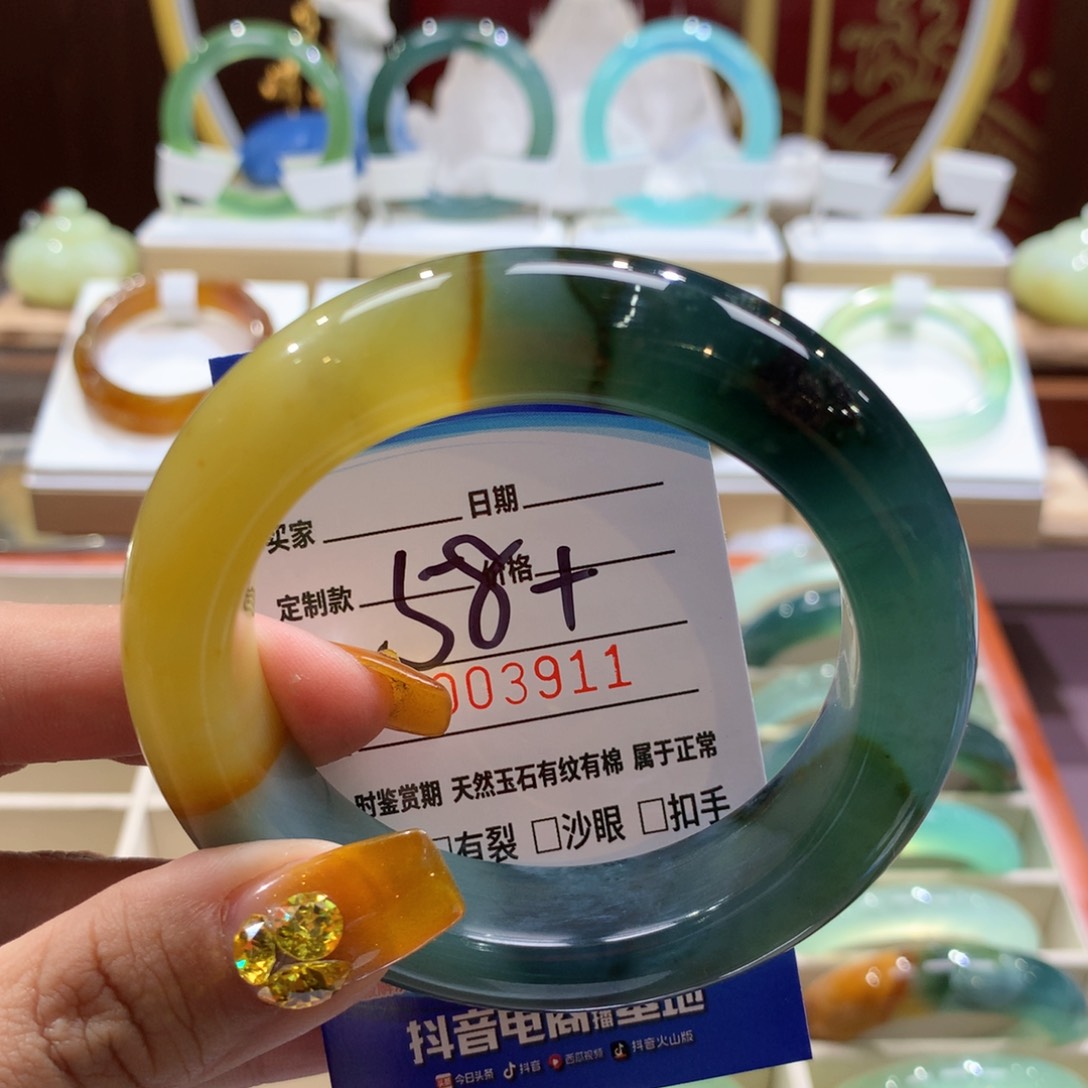 买家 日期
定制款 价格
58+
003911
时鉴赏期 天然玉石有纹有棉 属于正常
□有裂 □沙眼 □扣手
抖音电商直播基地
今日头条 抖音 西瓜视频 抖音火山版